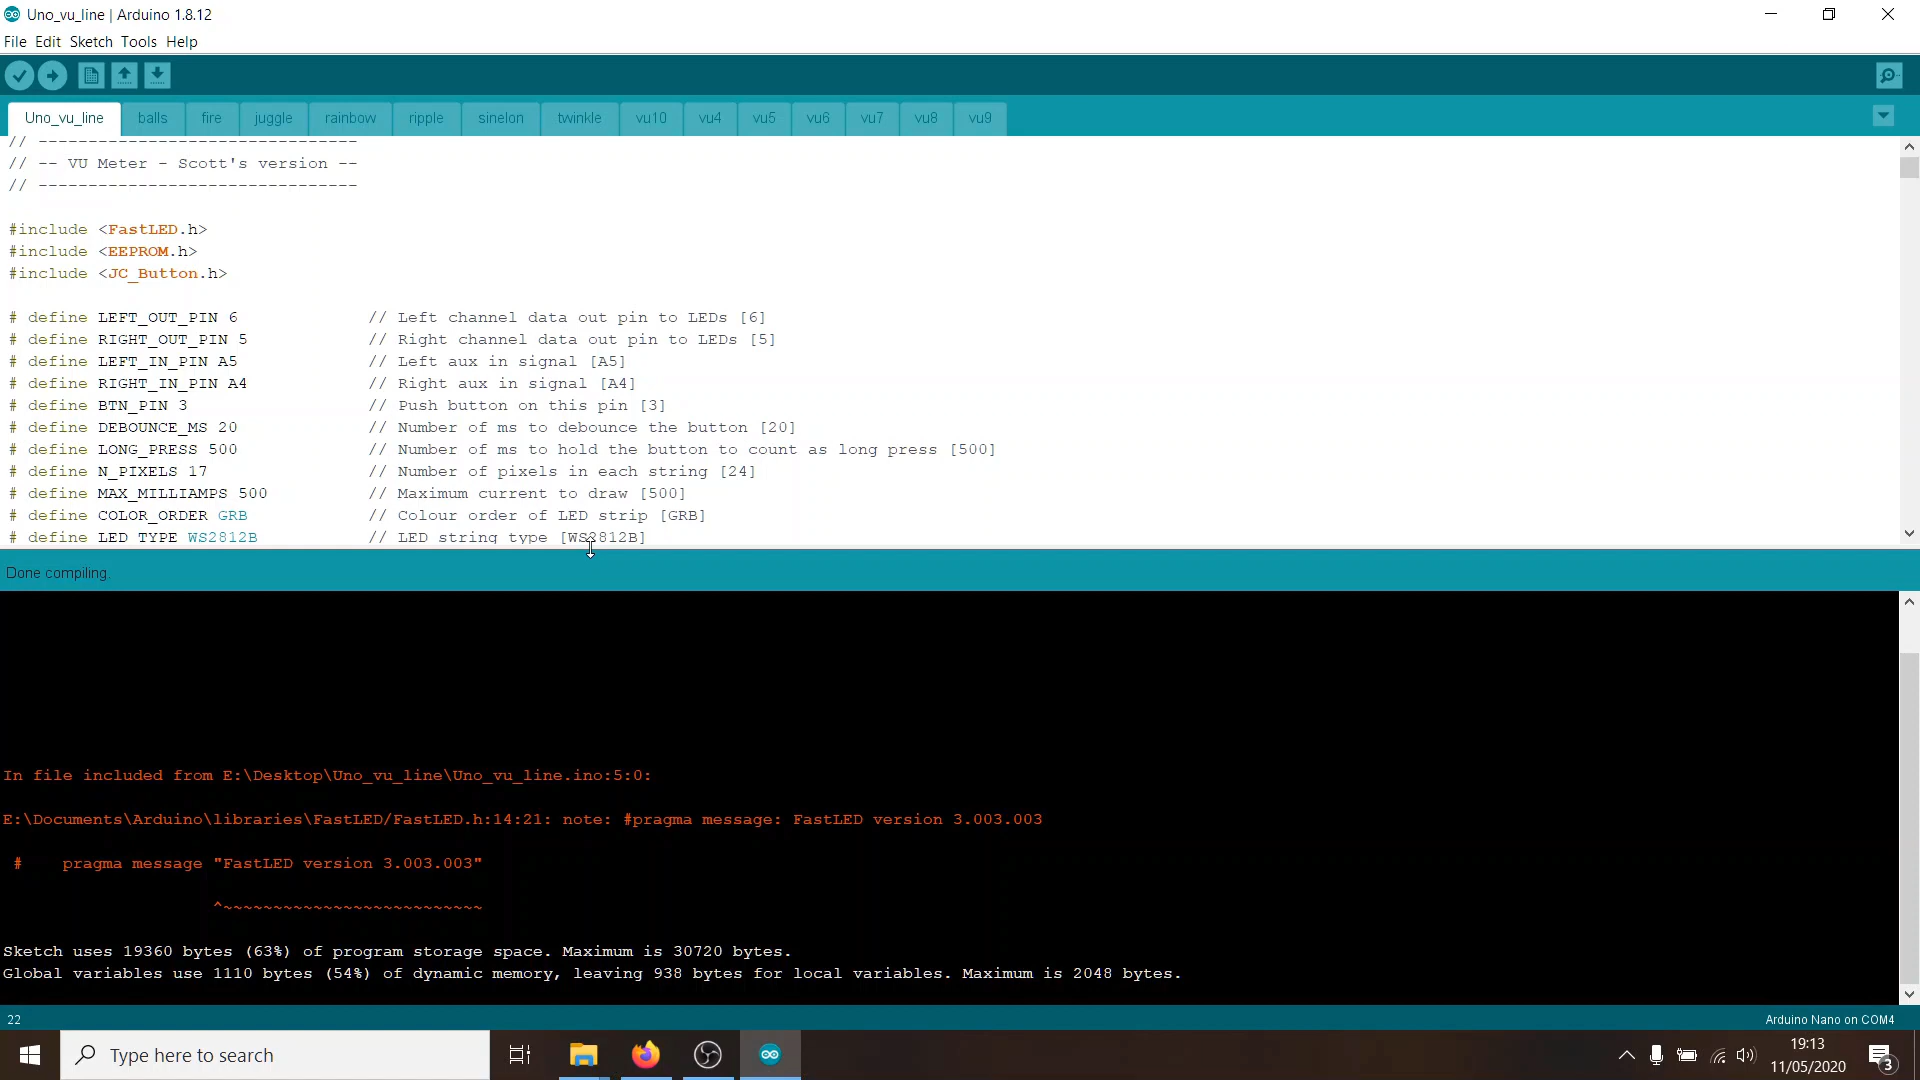 Uno_vu_line | Arduino 1.8.12
File Edit Sketch Tools Help
Uno_vu_line balls fire juggle rainbow ripple sinelon twinkle vu10 vu4 vu5 vu6 vu7 vu8 vu9
// --------------------------------
// -- VU Meter - Scott's version --
// --------------------------------
#include <FastLED.h>
#include <EEPROM.h>
#include <JC_Button.h>
# define LEFT_OUT_PIN 6 // Left channel data out pin to LEDs [6]
# define RIGHT_OUT_PIN 5 // Right channel data out pin to LEDs [5]
# define LEFT_IN_PIN A5 // Left aux in signal [A5]
# define RIGHT_IN_PIN A4 // Right aux in signal [A4]
# define BTN_PIN 3 // Push button on this pin [3]
# define DEBOUNCE_MS 20 // Number of ms to debounce the button [20]
# define LONG_PRESS 500 // Number of ms to hold the button to count as long press [500]
# define N_PIXELS 17 // Number of pixels in each string [24]
# define MAX_MILLIAMPS 500 // Maximum current to draw [500]
# define COLOR_ORDER GRB // Colour order of LED strip [GRB]
# define LED_TYPE WS2812B // LED string type [WS2812B]
Done compiling.
In file included from E:\Desktop\Uno_vu_line\Uno_vu_line.ino:5:0:
E:\Documents\Arduino\libraries\FastLED/FastLED.h:14:21: note: #pragma message: FastLED version 3.003.003
# pragma message "FastLED version 3.003.003"
^~~~~~~~~~~~~~~~~~~~~~~~~~~
Sketch uses 19360 bytes (63%) of program storage space. Maximum is 30720 bytes.
Global variables use 1110 bytes (54%) of dynamic memory, leaving 938 bytes for local variables. Maximum is 2048 bytes.
22 Arduino Nano on COM4
Type here to search
19:13
11/05/2020
3